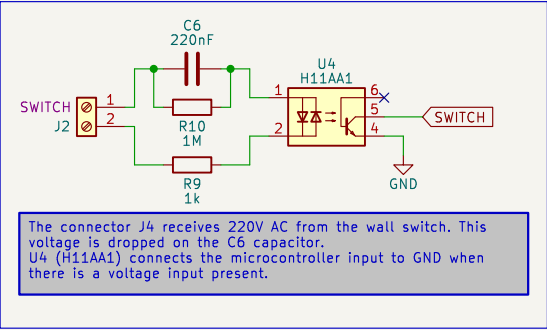 C6
220nF
U4
H11AA1
SWITCH
J2
1
2
R10
1M
R9
1k
1
2
6
5
4
SWITCH
GND
The connector J4 receives 220V AC from the wall switch. This
voltage is dropped on the C6 capacitor.
U4 (H11AA1) connects the microcontroller input to GND when
there is a voltage input present.